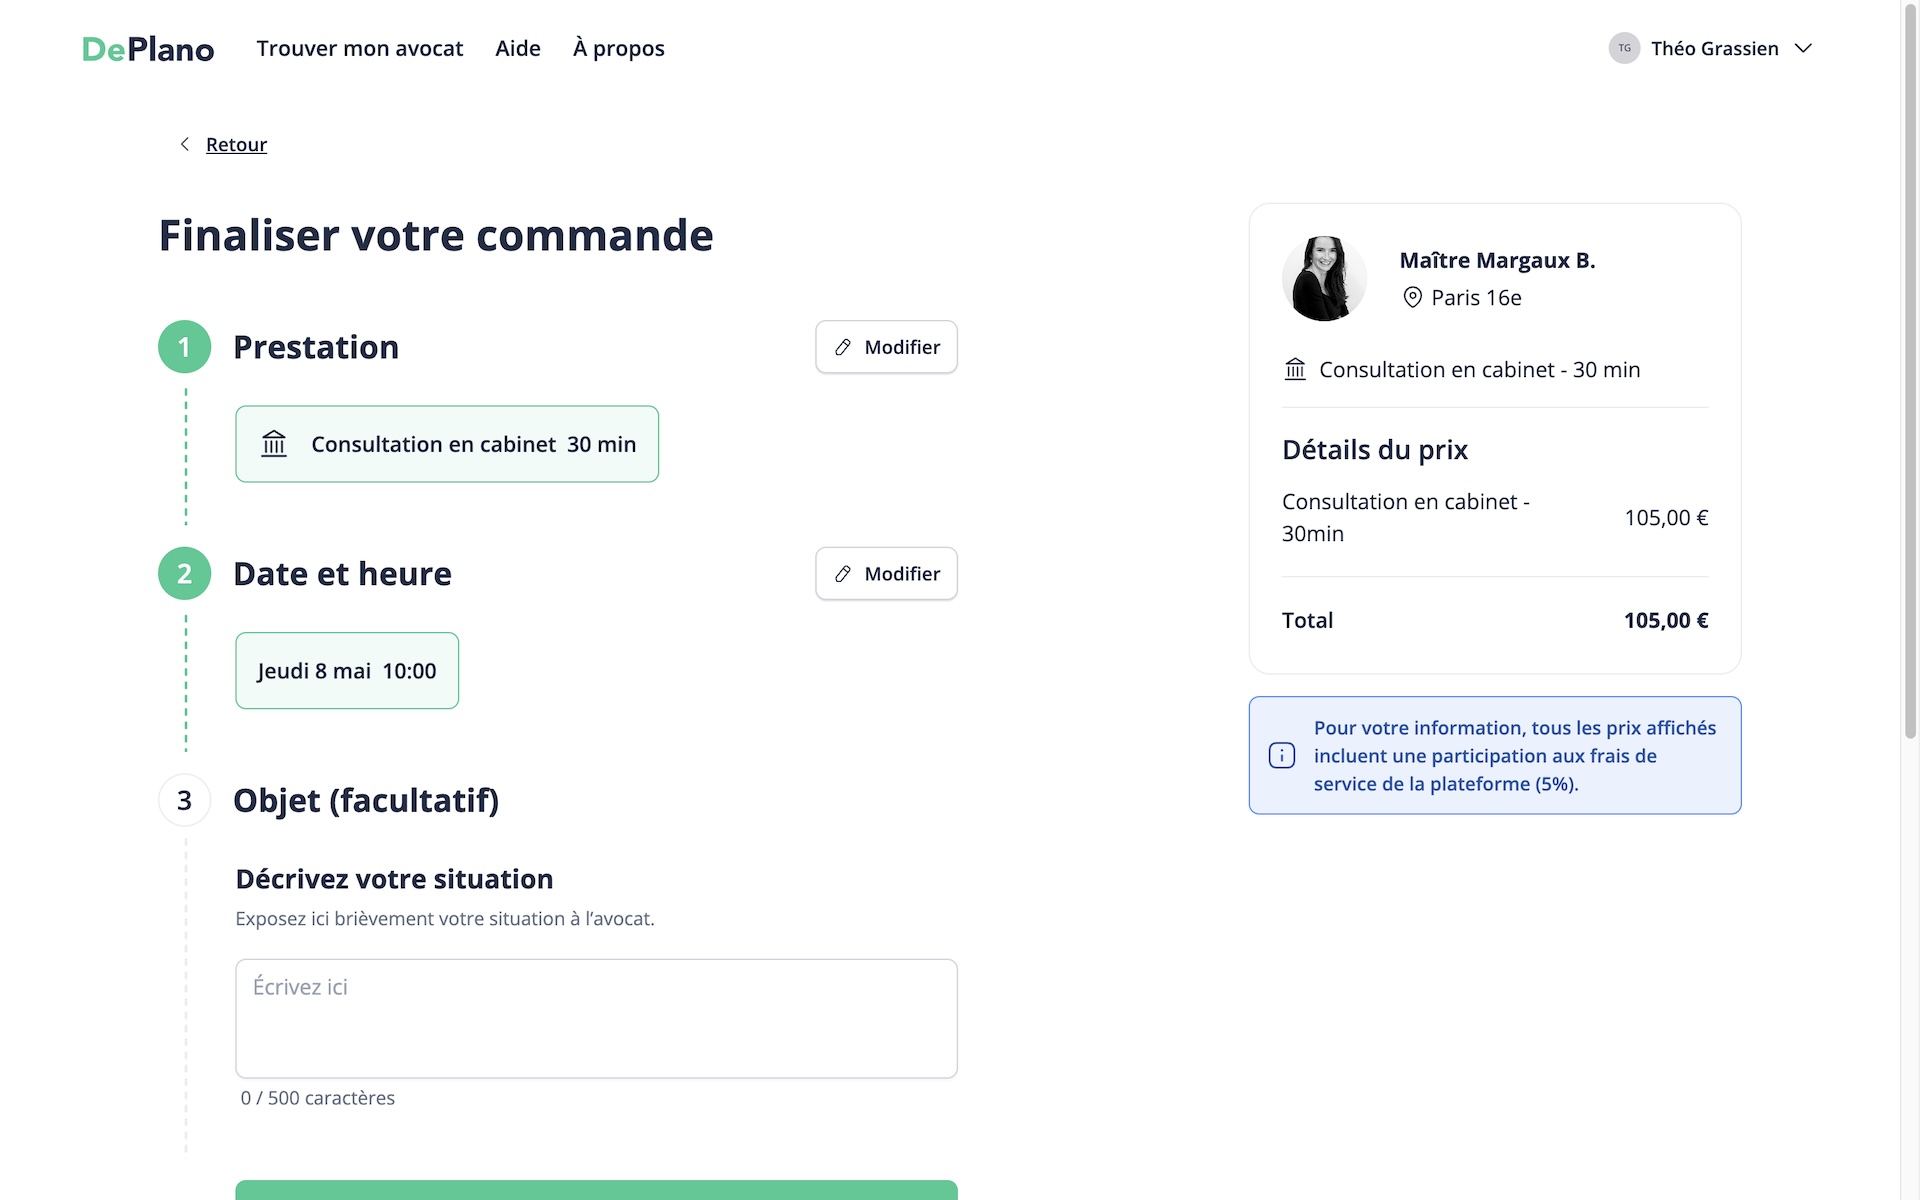 DePlano
Trouver mon avocat
Aide
À propos
TG
Théo Grassien
Retour
Finaliser votre commande
1
Prestation
Modifier
Consultation en cabinet 30 min
2
Date et heure
Modifier
Jeudi 8 mai 10:00
3
Objet (facultatif)
Décrivez votre situation
Exposez ici brièvement votre situation à l'avocat.
Écrivez ici
0 / 500 caractères
Maître Margaux B.
Paris 16e
Consultation en cabinet - 30 min
Détails du prix
Consultation en cabinet -
30min
105,00 €
Total
105,00 €
Pour votre information, tous les prix affichés
incluent une participation aux frais de
service de la plateforme (5%).